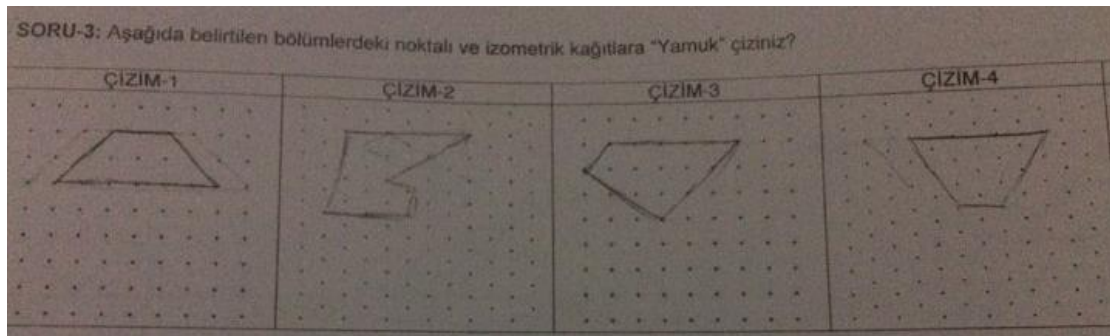 SORU-3: Aşağıda belirtilen bölümlerdeki noktalı ve izometrik kağıtlara "Yamuk" çiziniz?
ÇİZİM-1 ÇİZİM-2 ÇİZİM-3 ÇİZİM-4